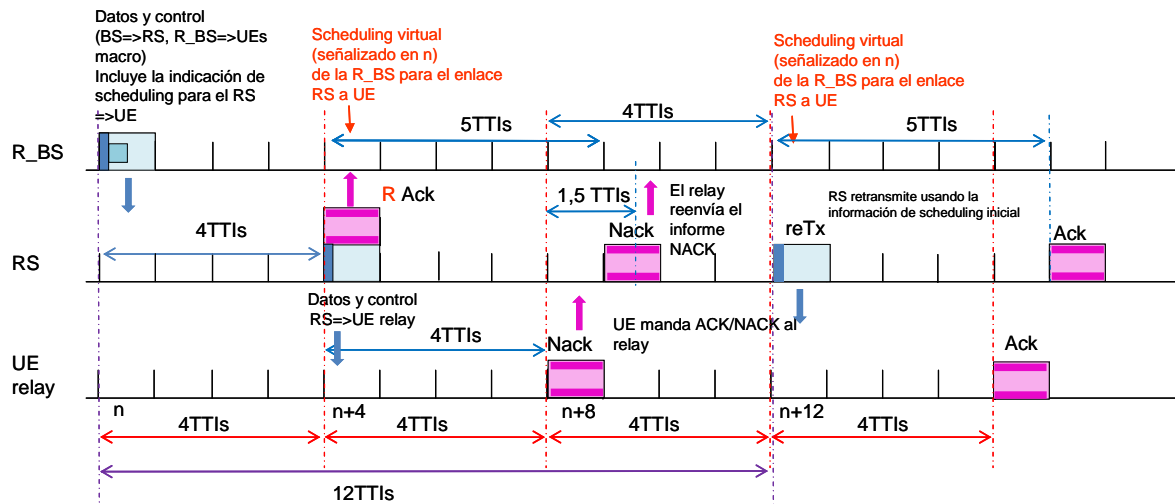 Datos y control
(BS=>RS, R_BS=>UEs
macro)
Incluye la indicación de
scheduling para el RS
=>UE
Scheduling virtual
(señalizado en n)
de la R_BS para el enlace
RS a UE
Scheduling virtual
(señalizado en n)
de la R_BS para el enlace
RS a UE
4TTIs
5TTIs
5TTIs
R_BS
R Ack
1,5 TTIs
El relay
reenvía el
informe
NACK
RS retransmite usando la
información de scheduling inicial
4TTIs
Nack
reTx
Ack
RS
Datos y control
RS=>UE relay
4TTIs
UE manda ACK/NACK al
relay
Nack
Ack
UE
relay
n
n+4
n+8
n+12
4TTIs
4TTIs
4TTIs
4TTIs
12TTIs